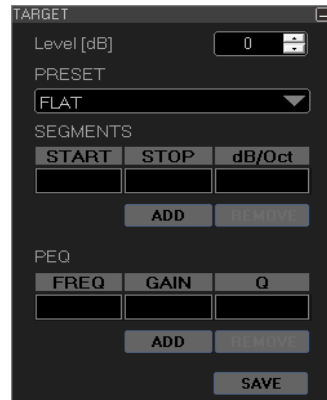 TARGET
Level [dB] 0
PRESET
FLAT
SEGMENTS
START STOP dB/Oct
ADD REMOVE
PEQ
FREQ GAIN Q
ADD REMOVE
SAVE